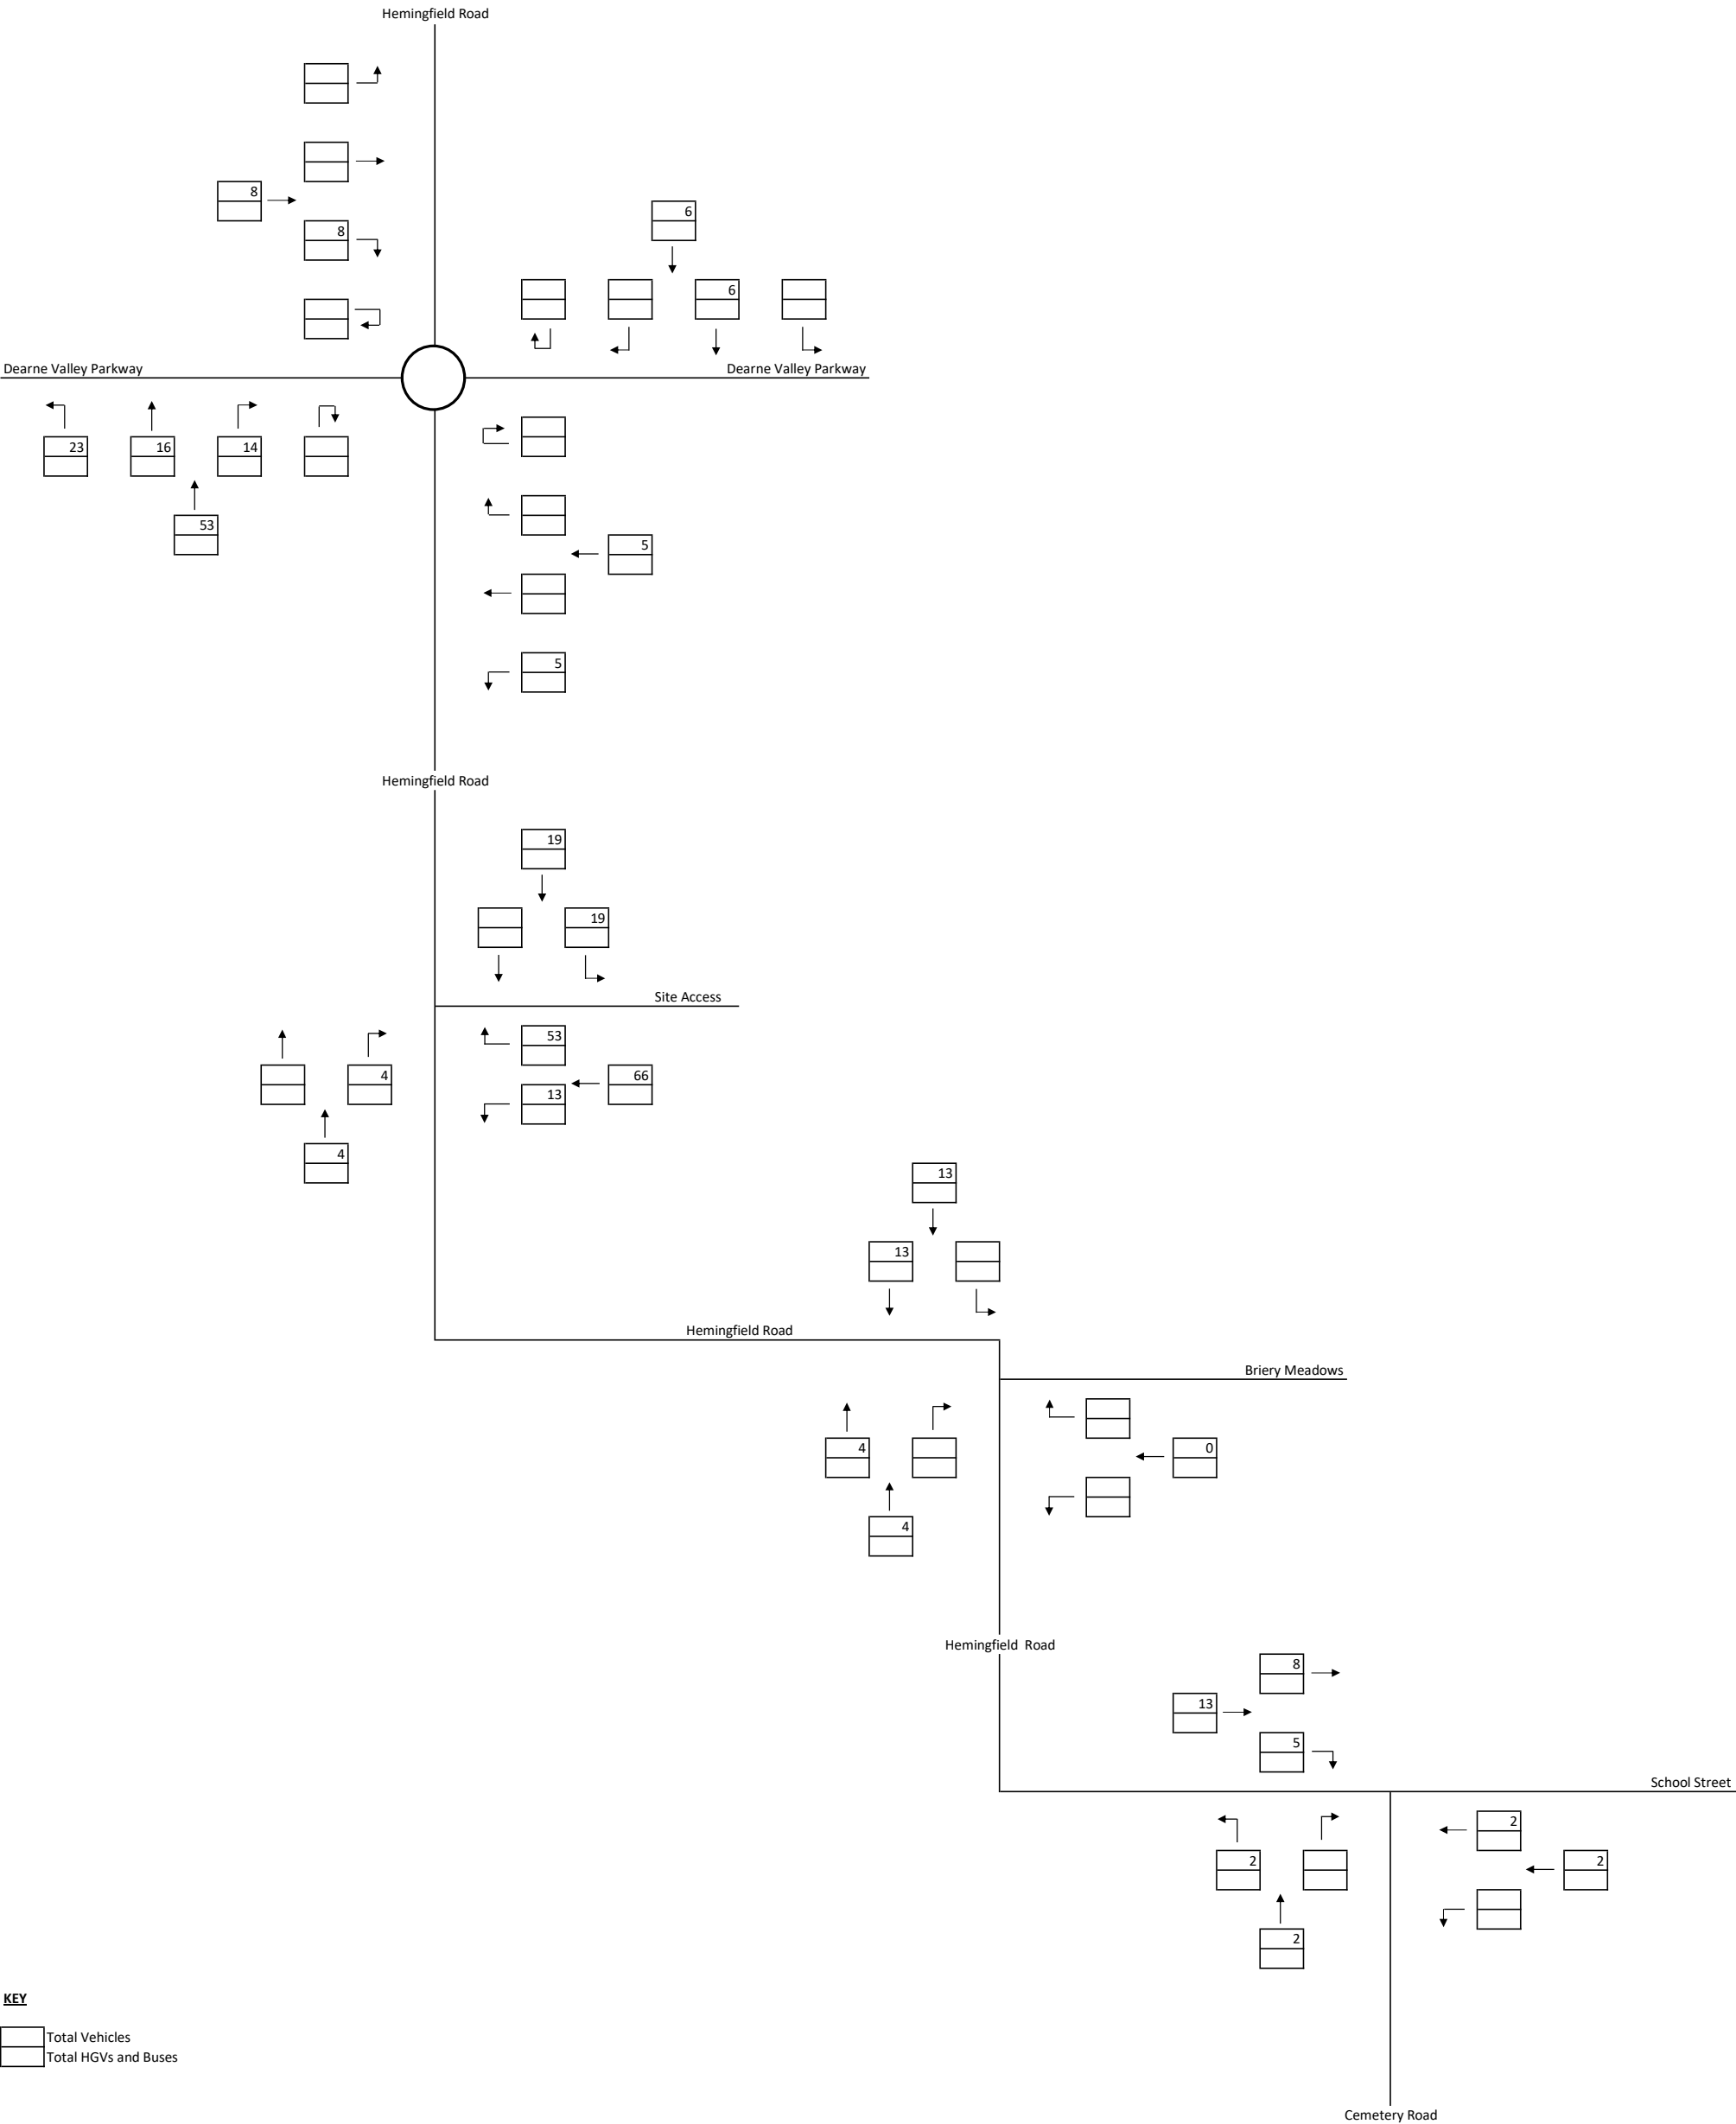 Hemingfield Road
8
6
8
6
Dearne Valley Parkway
Dearne Valley Parkway
23
16
14
53
5
5
Hemingfield Road
19
19
Site Access
53
4
66
13
4
13
13
Hemingfield Road
Briery Meadows
4
0
4
Hemingfield  Road
8
13
5
School Street
2
2
2
2
KEY
Total Vehicles
Total HGVs and Buses
Cemetery Road